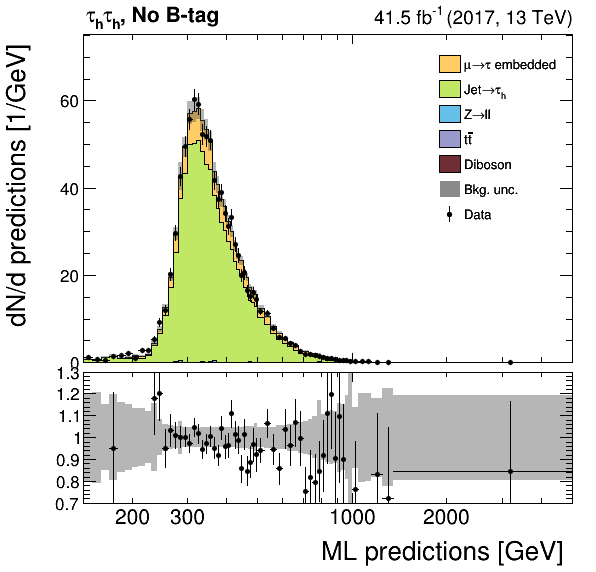 τhτh, No B-tag
41.5 fb-1 (2017, 13 TeV)
dN/d predictions [1/GeV]
60
40
20
0
μ→τ embedded
Jet→τh
Z→ll
tt̅
Diboson
Bkg. unc.
Data
1.3
1.2
1.1
1
0.9
0.8
0.7
200 300 1000 2000
ML predictions [GeV]